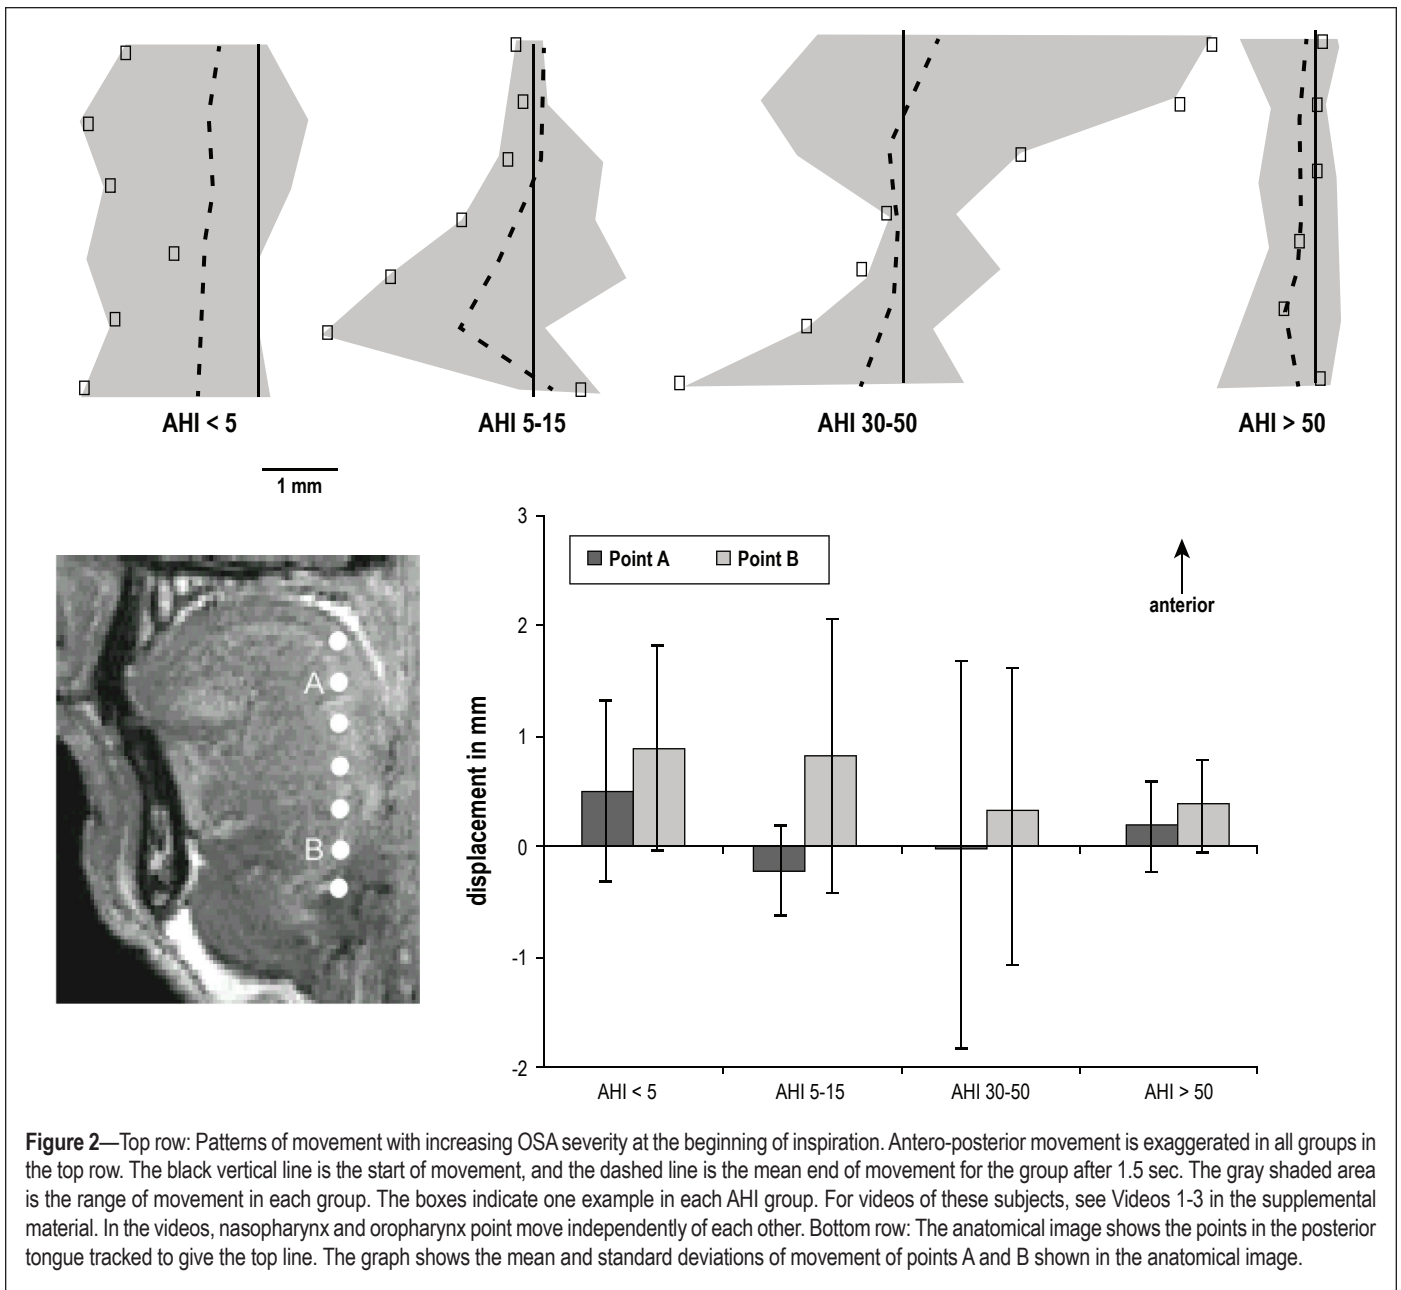 AHI < 5
AHI 5-15
AHI 30-50
AHI > 50
1 mm
A
B
3
2
1
0
-1
-2
displacement in mm
Point A
Point B
anterior
AHI < 5
AHI 5-15
AHI 30-50
AHI > 50
Figure 2—Top row: Patterns of movement with increasing OSA severity at the beginning of inspiration. Antero-posterior movement is exaggerated in all groups in
the top row. The black vertical line is the start of movement, and the dashed line is the mean end of movement for the group after 1.5 sec. The gray shaded area
is the range of movement in each group. The boxes indicate one example in each AHI group. For videos of these subjects, see Videos 1-3 in the supplemental
material. In the videos, nasopharynx and oropharynx point move independently of each other. Bottom row: The anatomical image shows the points in the posterior
tongue tracked to give the top line. The graph shows the mean and standard deviations of movement of points A and B shown in the anatomical image.